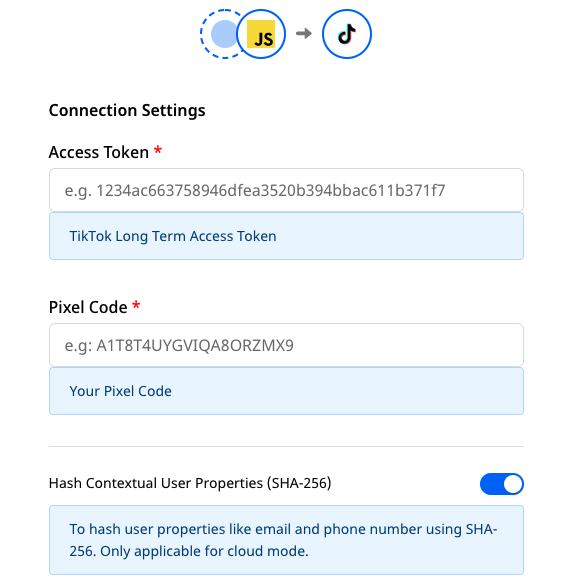 JS
Connection Settings
Access Token *
e.g. 1234ac663758946dfea3520b394bbac611b371f7
TikTok Long Term Access Token
Pixel Code *
e.g: A1T8T4UYGVIQA8ORZMX9
Your Pixel Code
Hash Contextual User Properties (SHA-256)
To hash user properties like email and phone number using SHA-
256. Only applicable for cloud mode.